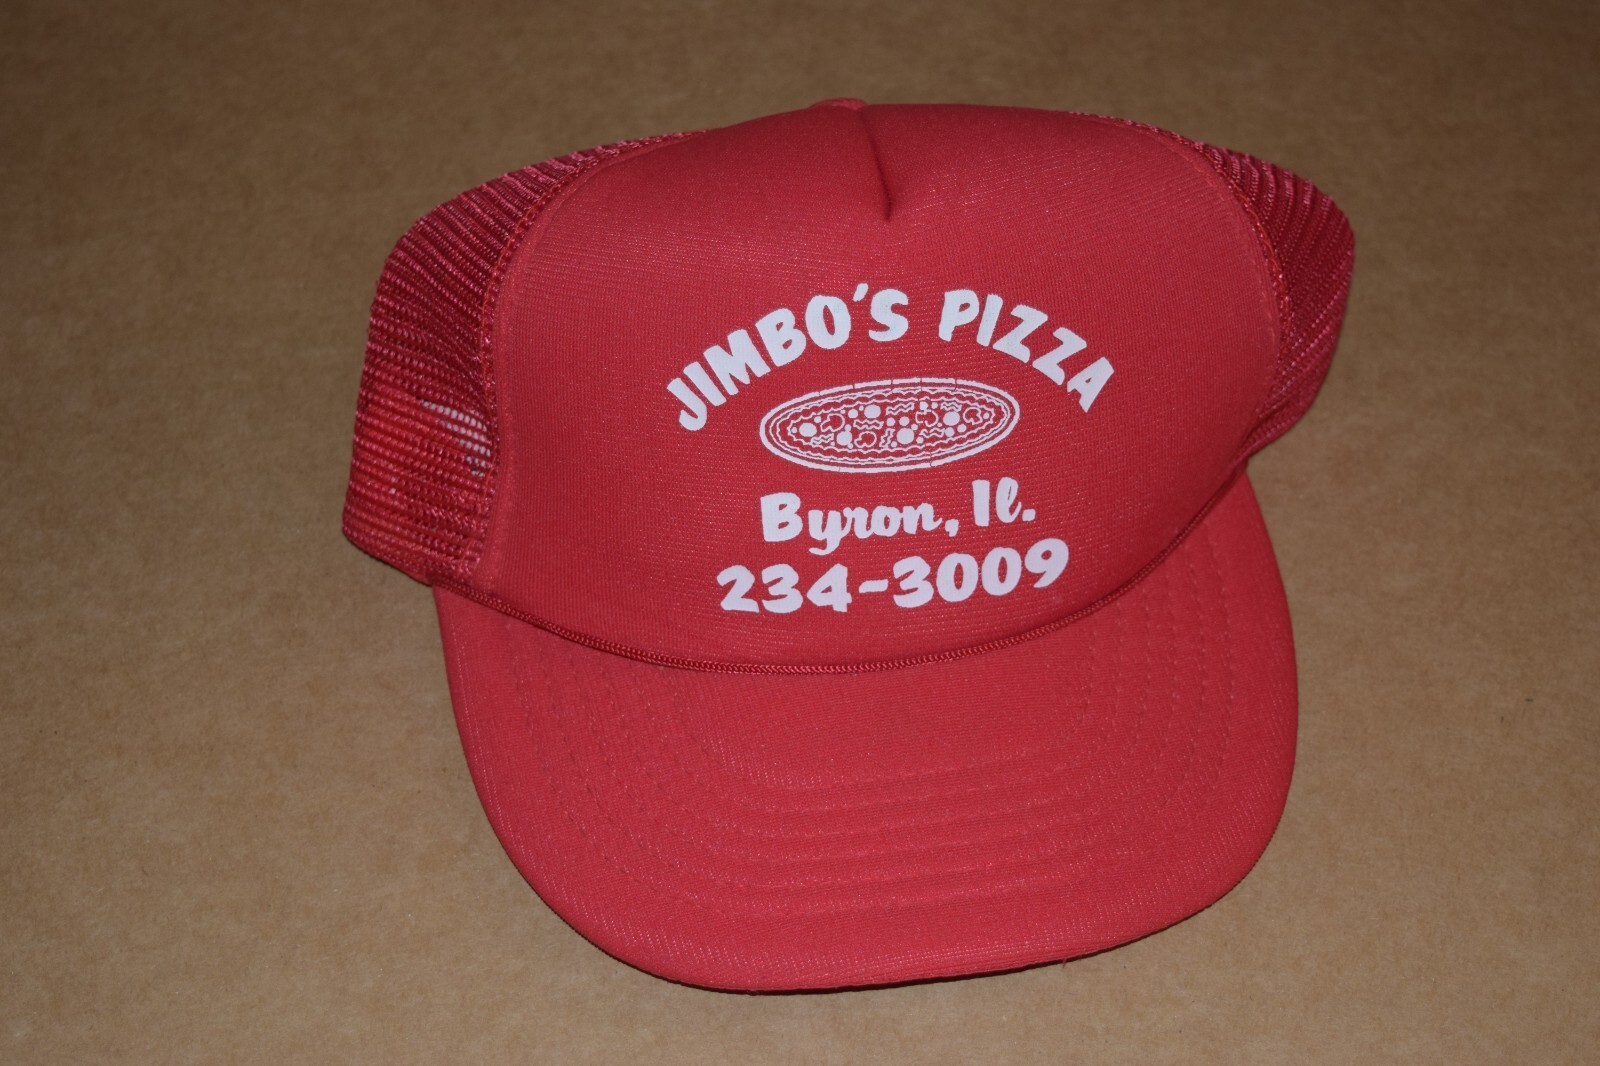 JIMBO'S PIZZA
Byron, Il.
234-3009